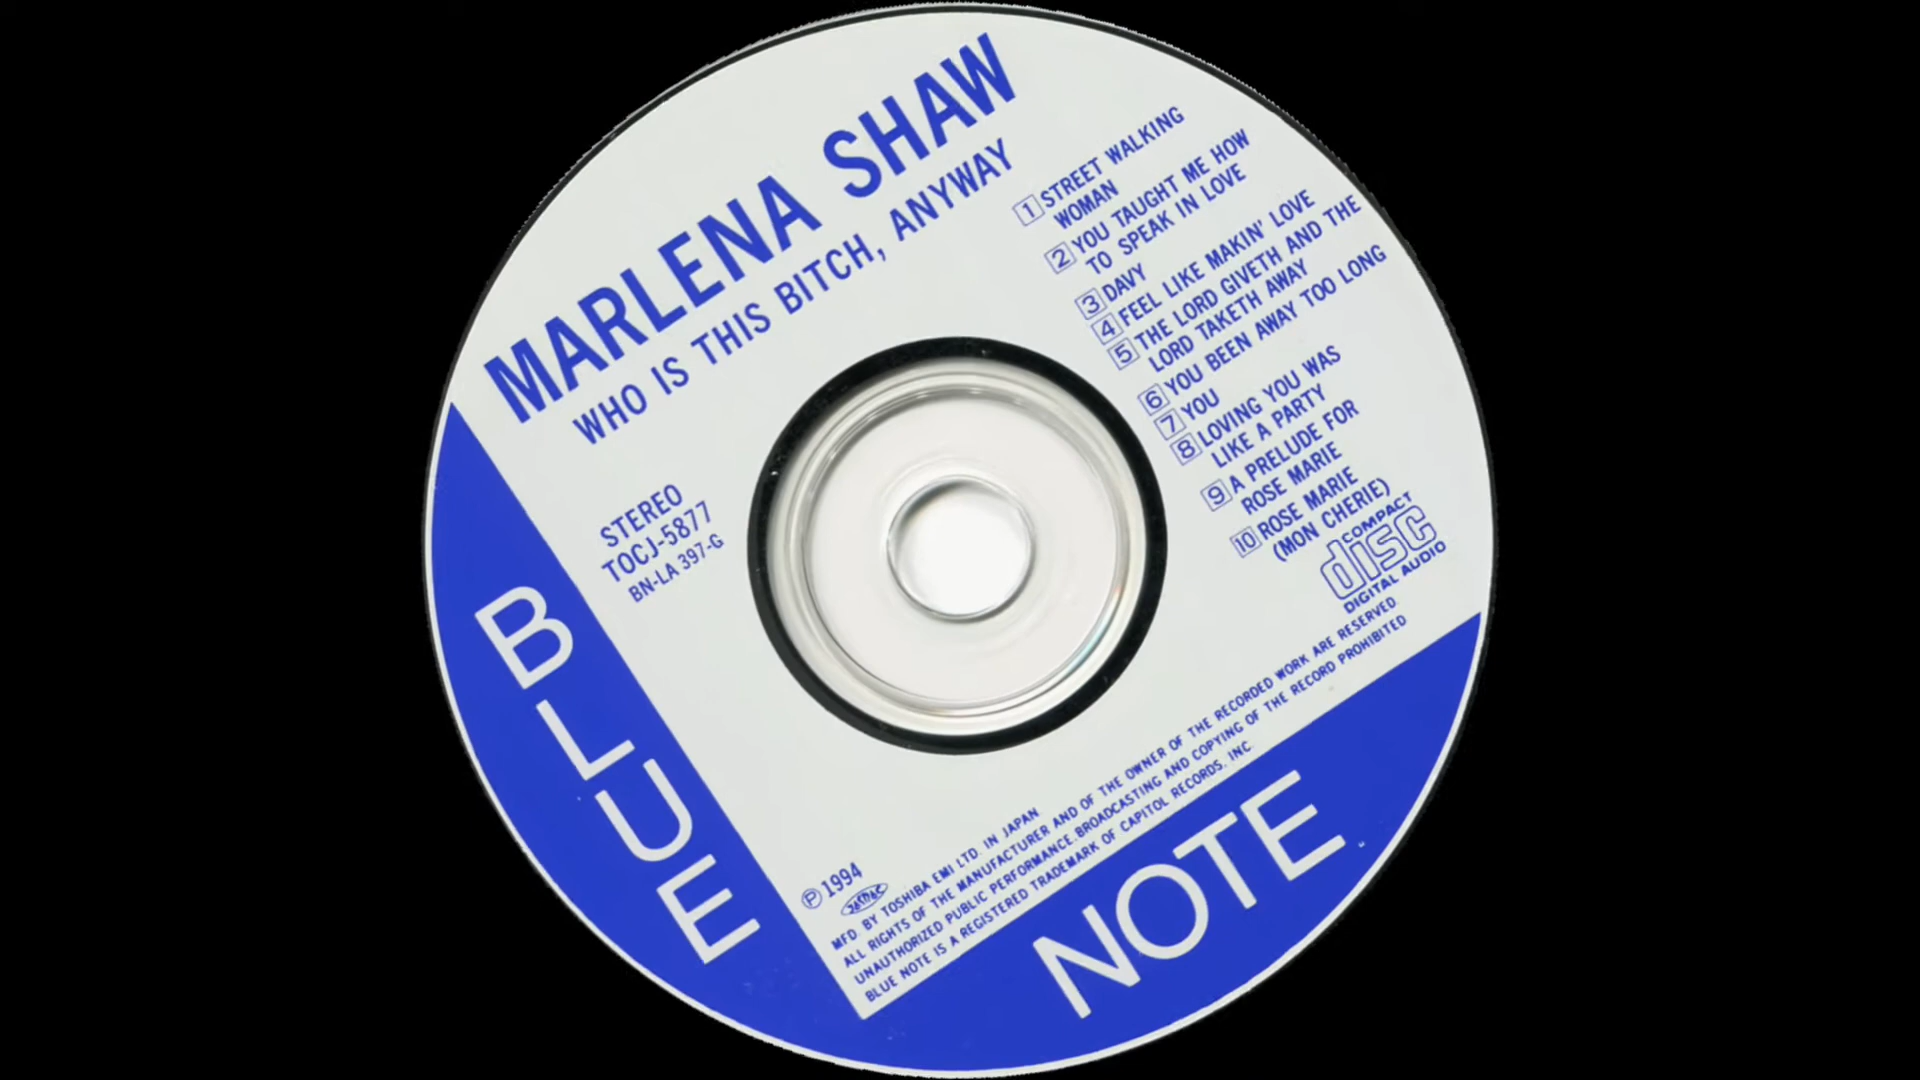 MARLENA SHAW
WHO IS THIS BITCH, ANYWAY
1 STREET WALKING
WOMAN
2 YOU TAUGHT ME HOW
TO SPEAK IN LOVE
3 DAVY
4 FEEL LIKE MAKIN' LOVE
5 THE LORD GIVETH AND THE
LORD TAKETH AWAY
6 YOU BEEN AWAY TOO LONG
7 YOU
8 LOVING YOU WAS
LIKE A PARTY
9 A PRELUDE FOR
ROSE MARIE
10 ROSE MARIE
(MON CHERIE)
COMPACT
disc
DIGITAL AUDIO
STEREO
TOCJ-5877
BN-LA 397-G
℗ 1994
JASRAC
MFD. BY TOSHIBA EMI LTD. IN JAPAN
ALL RIGHTS OF THE MANUFACTURER AND OF THE OWNER OF THE RECORDED WORK ARE RESERVED
UNAUTHORIZED PUBLIC PERFORMANCE. BROADCASTING AND COPYING OF THE RECORD PROHIBITED
BLUE NOTE IS A REGISTERED TRADEMARK OF CAPITOL RECORDS, INC.
BLUE
NOTE